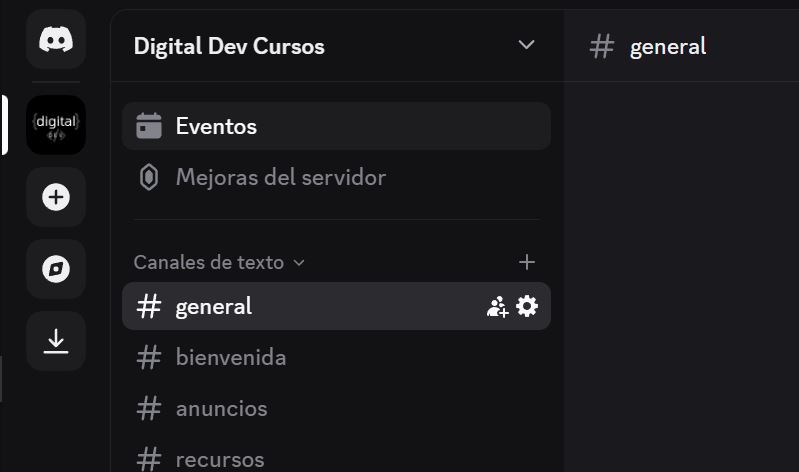 Digital Dev Cursos
# general
{digital}
</>
Eventos
Mejoras del servidor
Canales de texto
# general
# bienvenida
# anuncios
# recursos